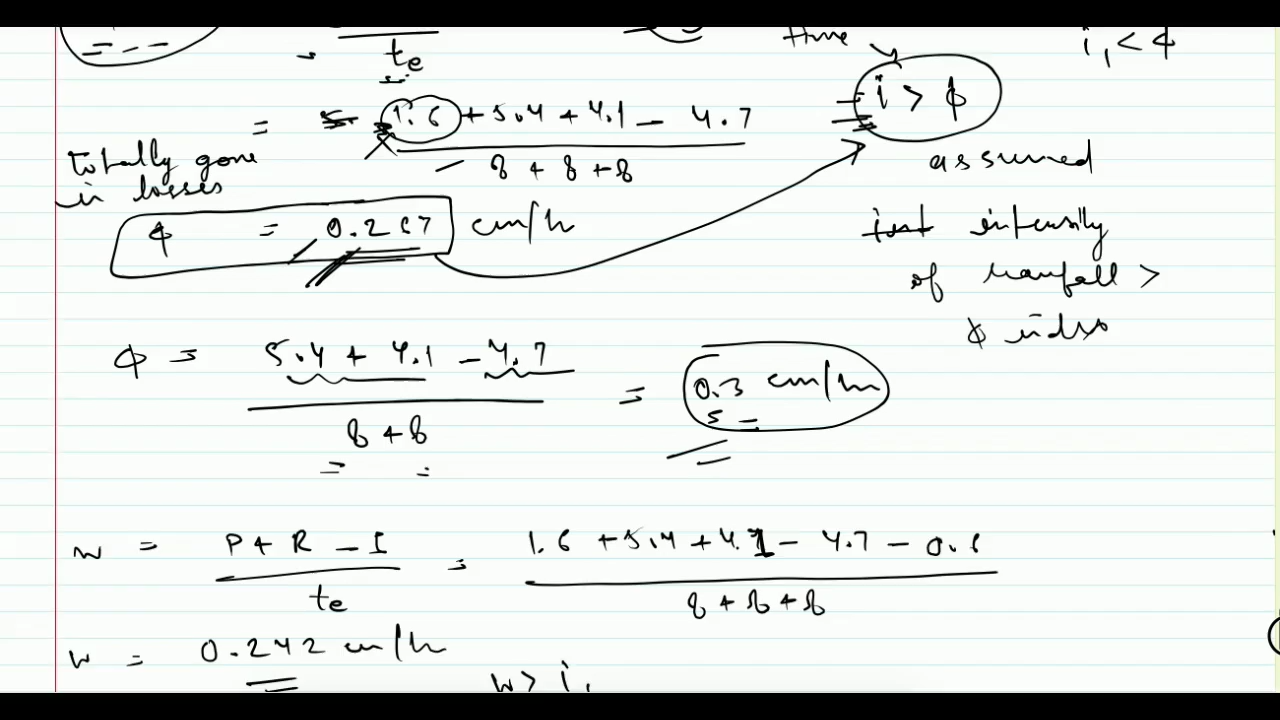 te
time
i, < ϕ
= 1.6 + 5.4 + 4.1 - 4.7
8 + 8 + 8
i > ϕ
totally gone
in losses
assumed
ϕ = 0.267 cm/h
intensity
of rainfall >
ϕ index
ϕ = 5.4 + 4.1 - 4.7
8 + 8
= 0.3 cm/hr
w = P + R - I
te
= 1.6 + 5.4 + 4.1 - 4.7 - 0.6
8 + 8 + 8
w = 0.242 cm/h
w > i,